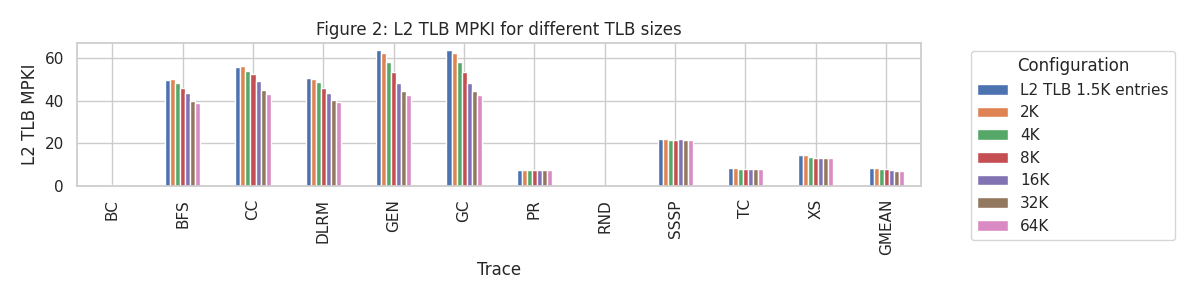 Figure 2: L2 TLB MPKI for different TLB sizes
L2 TLB MPKI
60
40
20
0
BC
BFS
CC
DLRM
GEN
GC
PR
RND
SSSP
TC
XS
GMEAN
Trace
Configuration
L2 TLB 1.5K entries
2K
4K
8K
16K
32K
64K